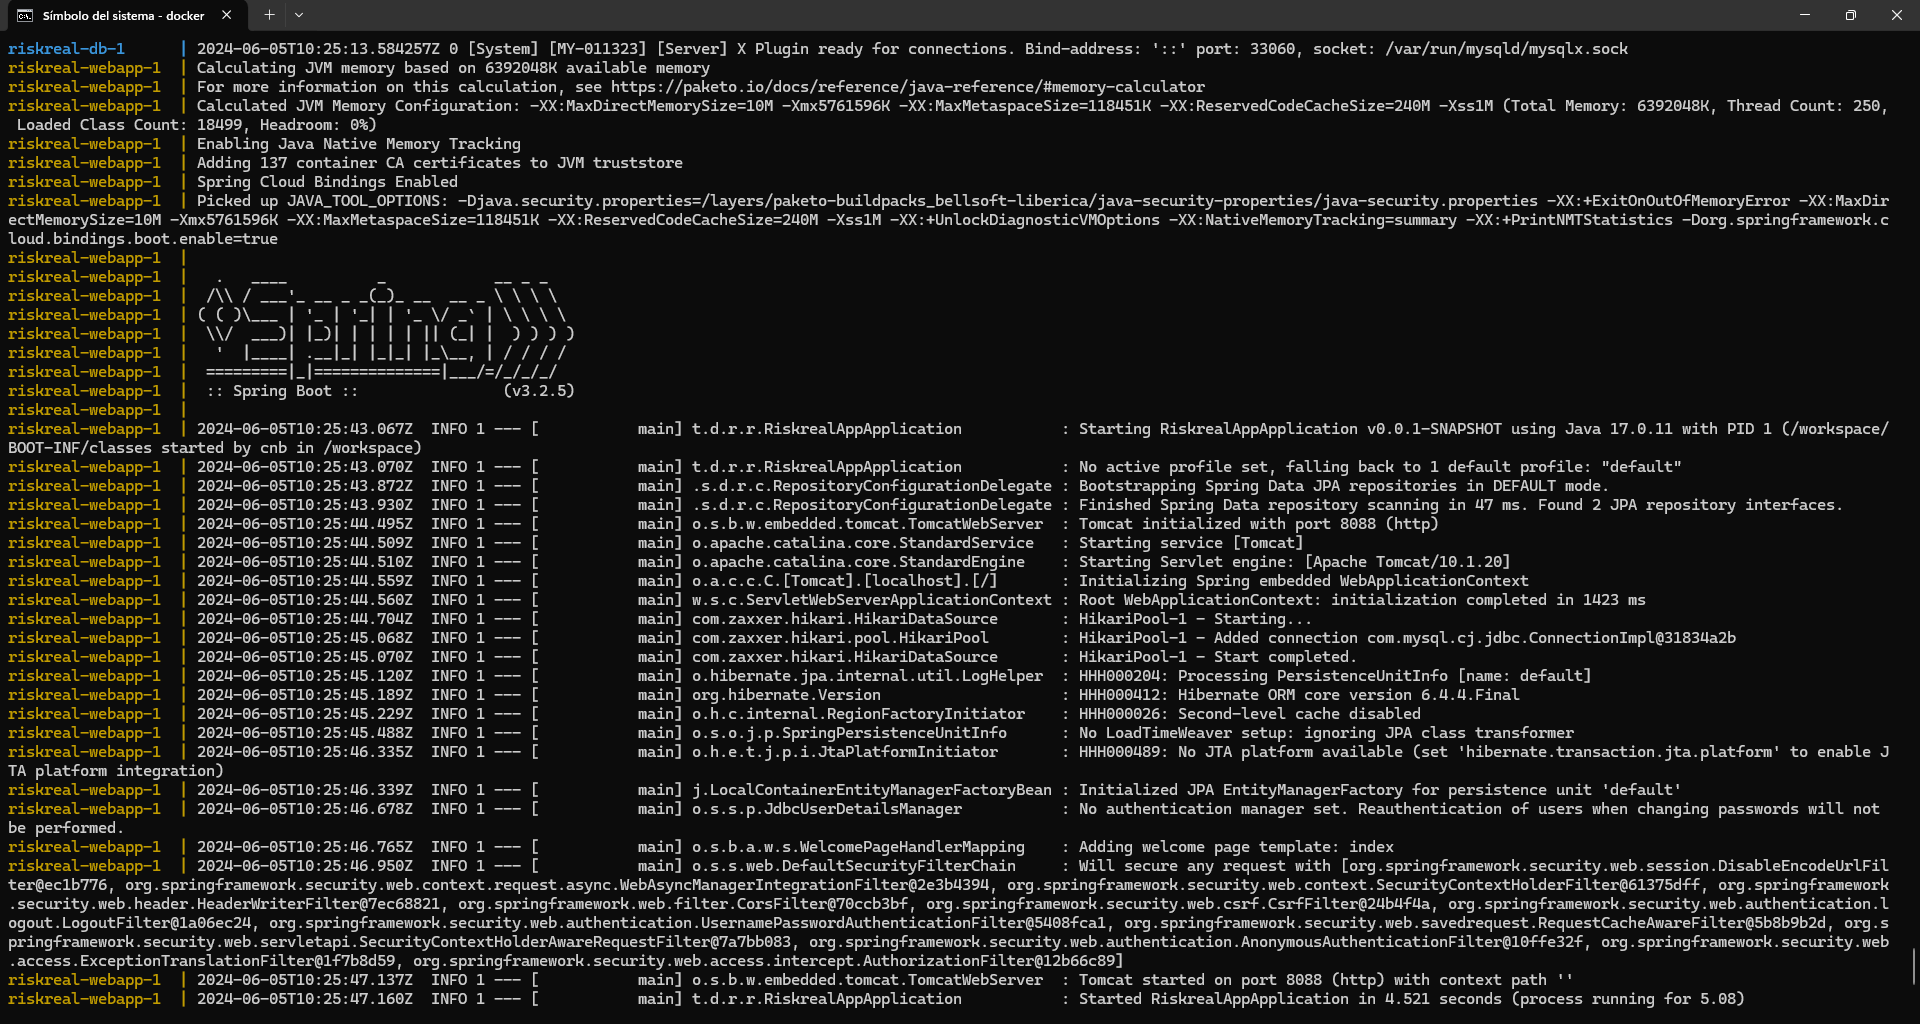 Símbolo del sistema - docker
riskreal-db-1      | 2024-06-05T10:25:13.584257Z 0 [System] [MY-011323] [Server] X Plugin ready for connections. Bind-address: '::' port: 33060, socket: /var/run/mysqld/mysqlx.sock
riskreal-webapp-1  | Calculating JVM memory based on 6392048K available memory
riskreal-webapp-1  | For more information on this calculation, see https://paketo.io/docs/reference/java-reference/#memory-calculator
riskreal-webapp-1  | Calculated JVM Memory Configuration: -XX:MaxDirectMemorySize=10M -Xmx5761596K -XX:MaxMetaspaceSize=118451K -XX:ReservedCodeCacheSize=240M -Xss1M (Total Memory: 6392048K, Thread Count: 250,
 Loaded Class Count: 18499, Headroom: 0%)
riskreal-webapp-1  | Enabling Java Native Memory Tracking
riskreal-webapp-1  | Adding 137 container CA certificates to JVM truststore
riskreal-webapp-1  | Spring Cloud Bindings Enabled
riskreal-webapp-1  | Picked up JAVA_TOOL_OPTIONS: -Djava.security.properties=/layers/paketo-buildpacks_bellsoft-liberica/java-security-properties/java-security.properties -XX:+ExitOnOutOfMemoryError -XX:MaxDir
ectMemorySize=10M -Xmx5761596K -XX:MaxMetaspaceSize=118451K -XX:ReservedCodeCacheSize=240M -Xss1M -XX:+UnlockDiagnosticVMOptions -XX:NativeMemoryTracking=summary -XX:+PrintNMTStatistics -Dorg.springframework.c
loud.bindings.boot.enable=true
riskreal-webapp-1  |
riskreal-webapp-1  |   .   ____          _            __ _ _
riskreal-webapp-1  |  /\\ / ___'_ __ _ _(_)_ __  __ _ \ \ \ \
riskreal-webapp-1  | ( ( )\___ | '_ | '_| | '_ \/ _` | \ \ \ \
riskreal-webapp-1  |  \\/  ___)| |_)| | | | | || (_| |  ) ) ) )
riskreal-webapp-1  |   '  |____| .__|_| |_|_| |_\__, | / / / /
riskreal-webapp-1  |  =========|_|==============|___/=/_/_/_/
riskreal-webapp-1  |  :: Spring Boot ::                (v3.2.5)
riskreal-webapp-1  |
riskreal-webapp-1  | 2024-06-05T10:25:43.067Z  INFO 1 --- [           main] t.d.r.r.RiskrealAppApplication           : Starting RiskrealAppApplication v0.0.1-SNAPSHOT using Java 17.0.11 with PID 1 (/workspace/
BOOT-INF/classes started by cnb in /workspace)
riskreal-webapp-1  | 2024-06-05T10:25:43.070Z  INFO 1 --- [           main] t.d.r.r.RiskrealAppApplication           : No active profile set, falling back to 1 default profile: "default"
riskreal-webapp-1  | 2024-06-05T10:25:43.872Z  INFO 1 --- [           main] .s.d.r.c.RepositoryConfigurationDelegate : Bootstrapping Spring Data JPA repositories in DEFAULT mode.
riskreal-webapp-1  | 2024-06-05T10:25:43.930Z  INFO 1 --- [           main] .s.d.r.c.RepositoryConfigurationDelegate : Finished Spring Data repository scanning in 47 ms. Found 2 JPA repository interfaces.
riskreal-webapp-1  | 2024-06-05T10:25:44.495Z  INFO 1 --- [           main] o.s.b.w.embedded.tomcat.TomcatWebServer  : Tomcat initialized with port 8088 (http)
riskreal-webapp-1  | 2024-06-05T10:25:44.509Z  INFO 1 --- [           main] o.apache.catalina.core.StandardService   : Starting service [Tomcat]
riskreal-webapp-1  | 2024-06-05T10:25:44.510Z  INFO 1 --- [           main] o.apache.catalina.core.StandardEngine    : Starting Servlet engine: [Apache Tomcat/10.1.20]
riskreal-webapp-1  | 2024-06-05T10:25:44.559Z  INFO 1 --- [           main] o.a.c.c.C.[Tomcat].[localhost].[/]       : Initializing Spring embedded WebApplicationContext
riskreal-webapp-1  | 2024-06-05T10:25:44.560Z  INFO 1 --- [           main] w.s.c.ServletWebServerApplicationContext : Root WebApplicationContext: initialization completed in 1423 ms
riskreal-webapp-1  | 2024-06-05T10:25:44.704Z  INFO 1 --- [           main] com.zaxxer.hikari.HikariDataSource       : HikariPool-1 - Starting...
riskreal-webapp-1  | 2024-06-05T10:25:45.068Z  INFO 1 --- [           main] com.zaxxer.hikari.pool.HikariPool        : HikariPool-1 - Added connection com.mysql.cj.jdbc.ConnectionImpl@31834a2b
riskreal-webapp-1  | 2024-06-05T10:25:45.070Z  INFO 1 --- [           main] com.zaxxer.hikari.HikariDataSource       : HikariPool-1 - Start completed.
riskreal-webapp-1  | 2024-06-05T10:25:45.120Z  INFO 1 --- [           main] o.hibernate.jpa.internal.util.LogHelper  : HHH000204: Processing PersistenceUnitInfo [name: default]
riskreal-webapp-1  | 2024-06-05T10:25:45.189Z  INFO 1 --- [           main] org.hibernate.Version                    : HHH000412: Hibernate ORM core version 6.4.4.Final
riskreal-webapp-1  | 2024-06-05T10:25:45.229Z  INFO 1 --- [           main] o.h.c.internal.RegionFactoryInitiator    : HHH000026: Second-level cache disabled
riskreal-webapp-1  | 2024-06-05T10:25:45.488Z  INFO 1 --- [           main] o.s.o.j.p.SpringPersistenceUnitInfo      : No LoadTimeWeaver setup: ignoring JPA class transformer
riskreal-webapp-1  | 2024-06-05T10:25:46.335Z  INFO 1 --- [           main] o.h.e.t.j.p.i.JtaPlatformInitiator       : HHH000489: No JTA platform available (set 'hibernate.transaction.jta.platform' to enable J
TA platform integration)
riskreal-webapp-1  | 2024-06-05T10:25:46.339Z  INFO 1 --- [           main] j.LocalContainerEntityManagerFactoryBean : Initialized JPA EntityManagerFactory for persistence unit 'default'
riskreal-webapp-1  | 2024-06-05T10:25:46.678Z  INFO 1 --- [           main] o.s.s.p.JdbcUserDetailsManager           : No authentication manager set. Reauthentication of users when changing passwords will not
be performed.
riskreal-webapp-1  | 2024-06-05T10:25:46.765Z  INFO 1 --- [           main] o.s.b.a.w.s.WelcomePageHandlerMapping    : Adding welcome page template: index
riskreal-webapp-1  | 2024-06-05T10:25:46.950Z  INFO 1 --- [           main] o.s.s.web.DefaultSecurityFilterChain     : Will secure any request with [org.springframework.security.web.session.DisableEncodeUrlFil
ter@ec1b776, org.springframework.security.web.context.request.async.WebAsyncManagerIntegrationFilter@2e3b4394, org.springframework.security.web.context.SecurityContextHolderFilter@61375dff, org.springframework
.security.web.header.HeaderWriterFilter@7ec68821, org.springframework.web.filter.CorsFilter@70ccb3bf, org.springframework.security.web.csrf.CsrfFilter@24b4f4a, org.springframework.security.web.authentication.l
ogout.LogoutFilter@1a06ec24, org.springframework.security.web.authentication.UsernamePasswordAuthenticationFilter@5408fca1, org.springframework.security.web.savedrequest.RequestCacheAwareFilter@5b8b9b2d, org.s
pringframework.security.web.servletapi.SecurityContextHolderAwareRequestFilter@7a7bb083, org.springframework.security.web.authentication.AnonymousAuthenticationFilter@10ffe32f, org.springframework.security.web
.access.ExceptionTranslationFilter@1f7b8d59, org.springframework.security.web.access.intercept.AuthorizationFilter@12b66c89]
riskreal-webapp-1  | 2024-06-05T10:25:47.137Z  INFO 1 --- [           main] o.s.b.w.embedded.tomcat.TomcatWebServer  : Tomcat started on port 8088 (http) with context path ''
riskreal-webapp-1  | 2024-06-05T10:25:47.160Z  INFO 1 --- [           main] t.d.r.r.RiskrealAppApplication           : Started RiskrealAppApplication in 4.521 seconds (process running for 5.08)